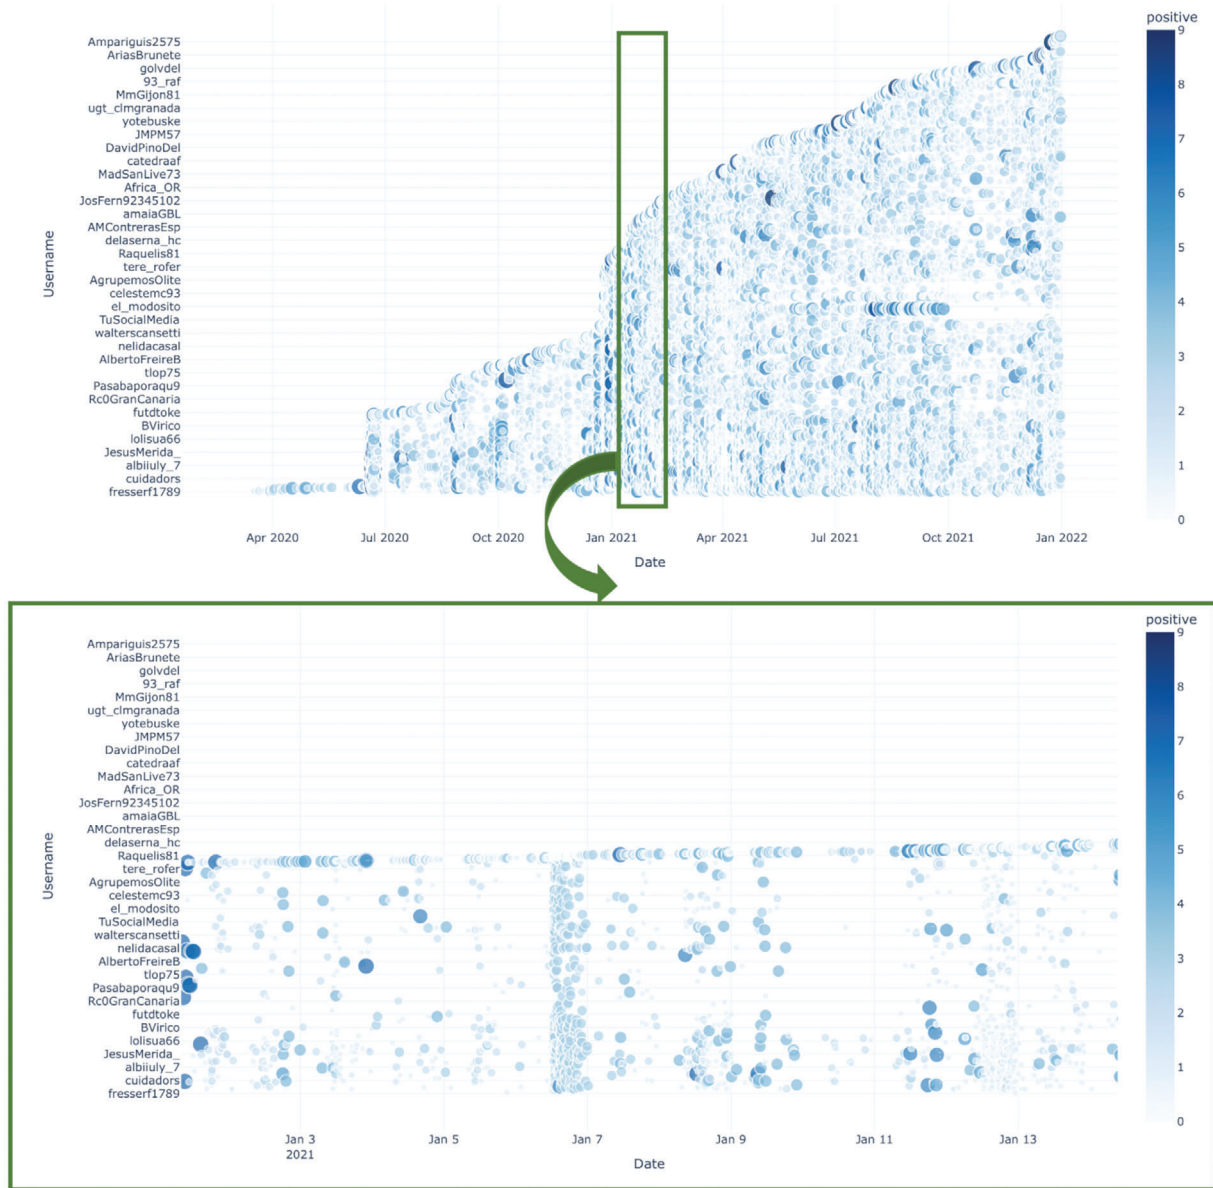 positive
Ampariguis2575
AriasBrunete
golvdel
93_raf
MmGijon81
ugt_clmgranada
yotebuske
JMPM57
DavidPinoDel
catedraaf
MadSanLive73
Africa_OR
JosFern92345102
amaiaGBL
AMContrerasEsp
delaserna_hc
Raquelis81
tere_rofer
AgrupemosOlite
celestemc93
el_modosito
TuSocialMedia
walterscansetti
nelidacasal
AlbertoFreireB
tlop75
Pasabaporaqu9
Rc0GranCanaria
futdtoke
BVirico
lolisua66
JesusMerida_
albiiuly_7
cuidadors
fresserf1789
Username
9
8
7
6
5
4
3
2
1
0
Apr 2020 Jul 2020 Oct 2020 Jan 2021 Apr 2021 Jul 2021 Oct 2021 Jan 2022
Date
positive
Ampariguis2575
AriasBrunete
golvdel
93_raf
MmGijon81
ugt_clmgranada
yotebuske
JMPM57
DavidPinoDel
catedraaf
MadSanLive73
Africa_OR
JosFern92345102
amaiaGBL
AMContrerasEsp
delaserna_hc
Raquelis81
tere_rofer
AgrupemosOlite
celestemc93
el_modosito
TuSocialMedia
walterscansetti
nelidacasal
AlbertoFreireB
tlop75
Pasabaporaqu9
Rc0GranCanaria
futdtoke
BVirico
lolisua66
JesusMerida_
albiiuly_7
cuidadors
fresserf1789
Username
9
8
7
6
5
4
3
2
1
0
Jan 3 Jan 5 Jan 7 Jan 9 Jan 11 Jan 13
2021
Date